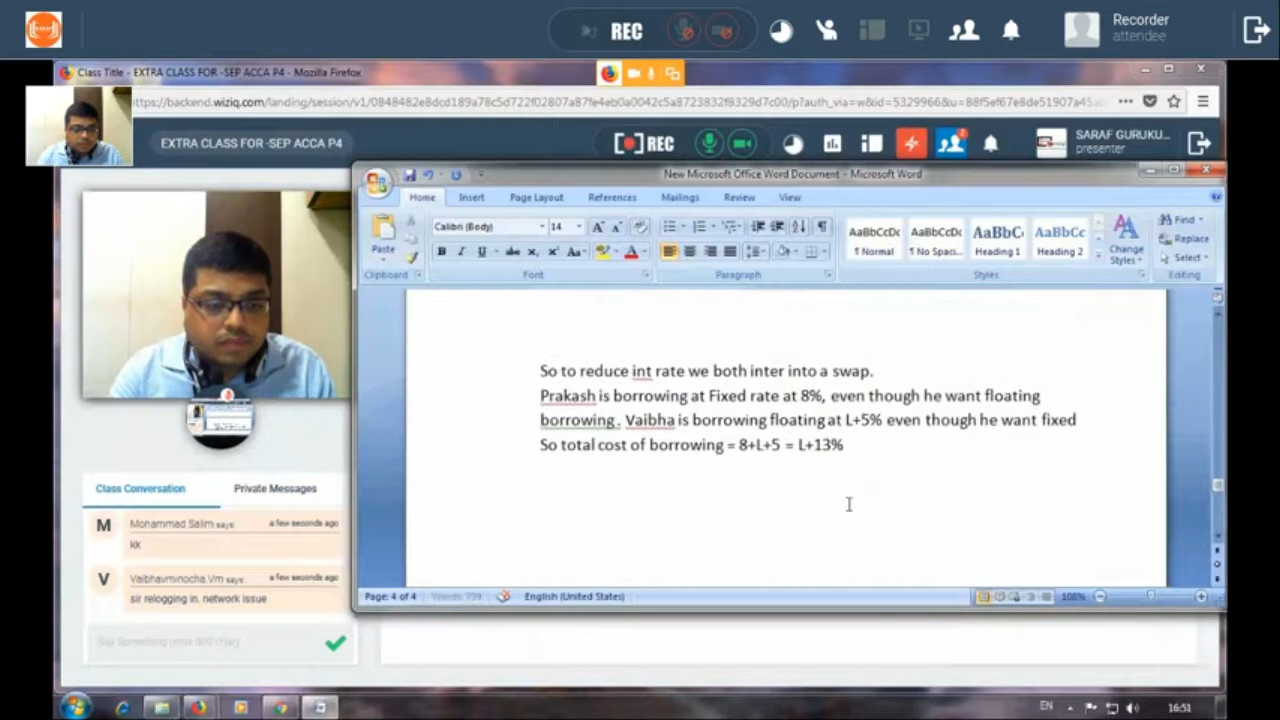 REC
Recorder
attendee
Class Title - EXTRA CLASS FOR -SEP ACCA P4 - Mozilla Firefox
EXTRA CLASS FOR -SEP ACCA P4
REC
SARAF GURUKU...
presenter
New Microsoft Office Word Document - Microsoft Word
Home Insert Page Layout References Mailings Review View
Paste
Calibri (Body) 14
AaBbCcDc AaBbCcDc AaBbC AaBbCc
¶ Normal ¶ No Spaci... Heading 1 Heading 2
Change Styles
Find
Replace
Select
Clipboard Font Paragraph Styles Editing
So to reduce int rate we both inter into a swap.
Prakash is borrowing at Fixed rate at 8%, even though he want floating
borrowing . Vaibha is borrowing floating at L+5% even though he want fixed
So total cost of borrowing = 8+L+5 = L+13%
Class Conversation Private Messages
M Mohammad Salim says: a few seconds ago
kk
V Vaibhavminocha.Vm says: a few seconds ago
sir relogging in. network issue
Page: 4 of 4 Words: 739 English (United States) 108%
EN 16:51